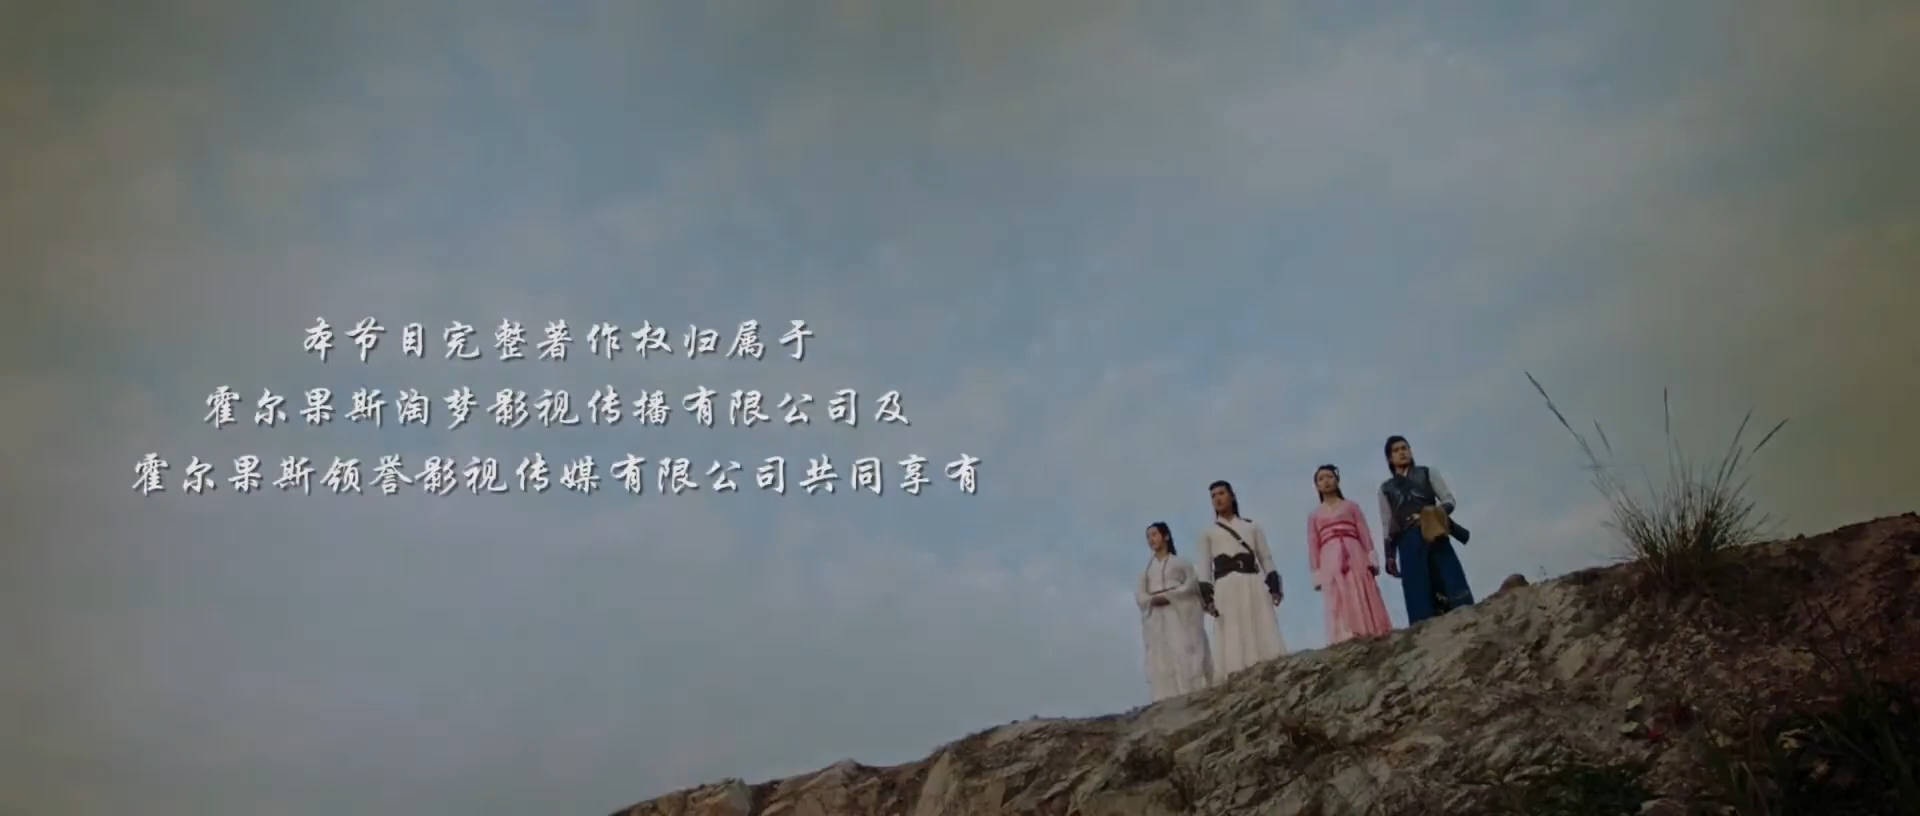 本节目完整著作权归属于
霍尔果斯淘梦影视传播有限公司及
霍尔果斯领誉影视传媒有限公司共同享有